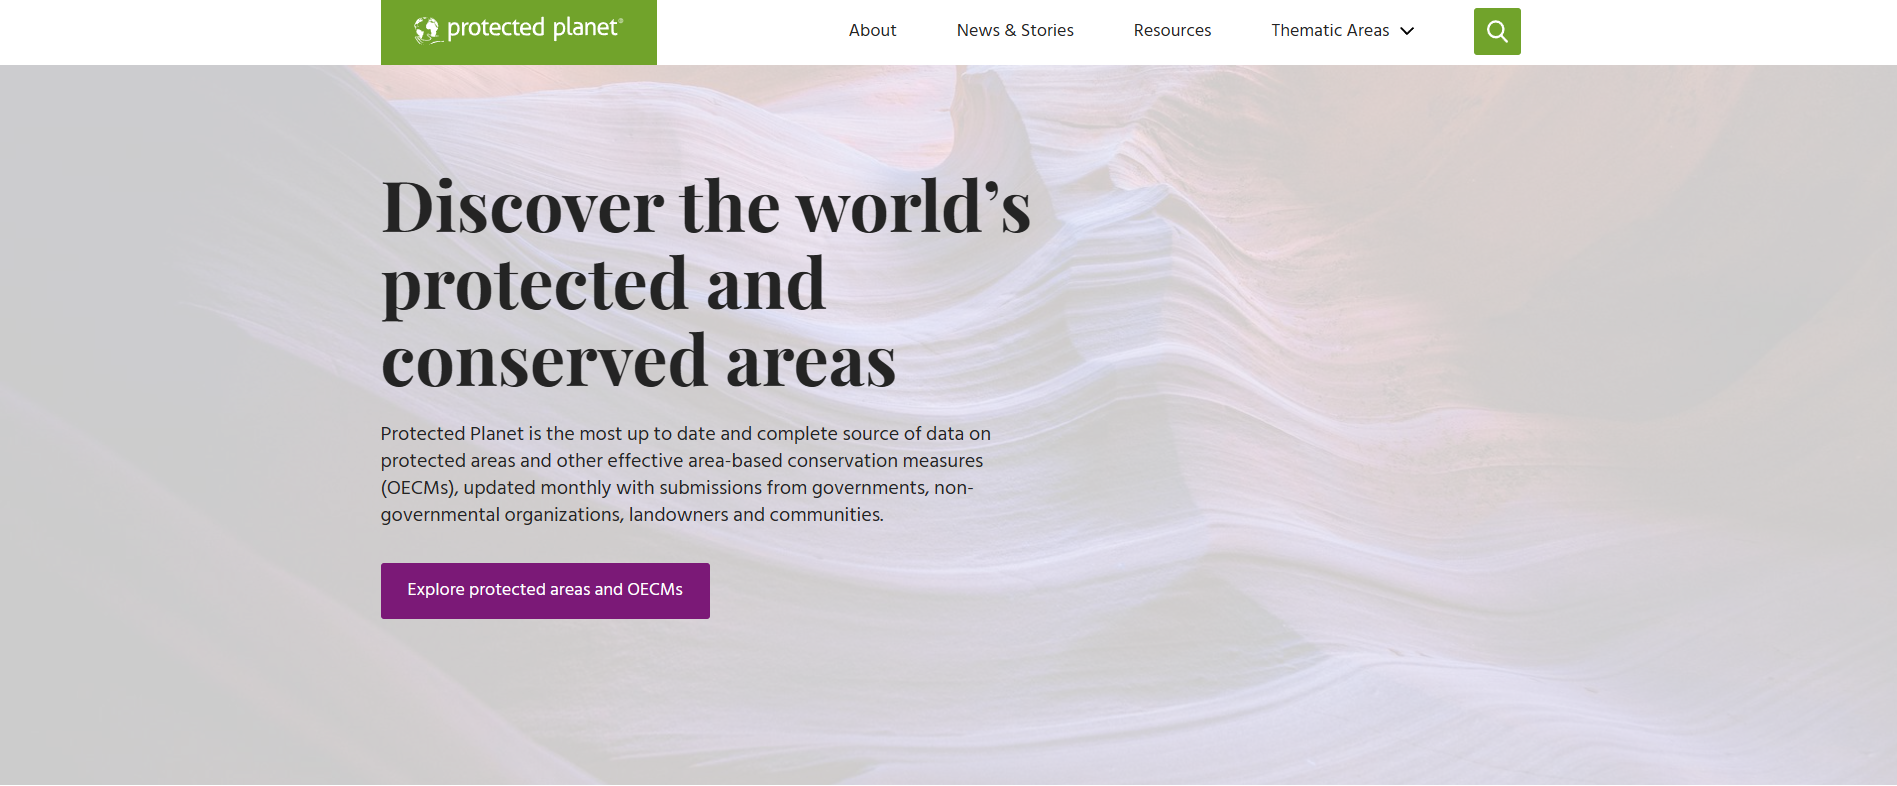 protected planet®
About
News & Stories
Resources
Thematic Areas
Discover the world’s
protected and
conserved areas
Protected Planet is the most up to date and complete source of data on
protected areas and other effective area-based conservation measures
(OECMs), updated monthly with submissions from governments, non-
governmental organizations, landowners and communities.
Explore protected areas and OECMs